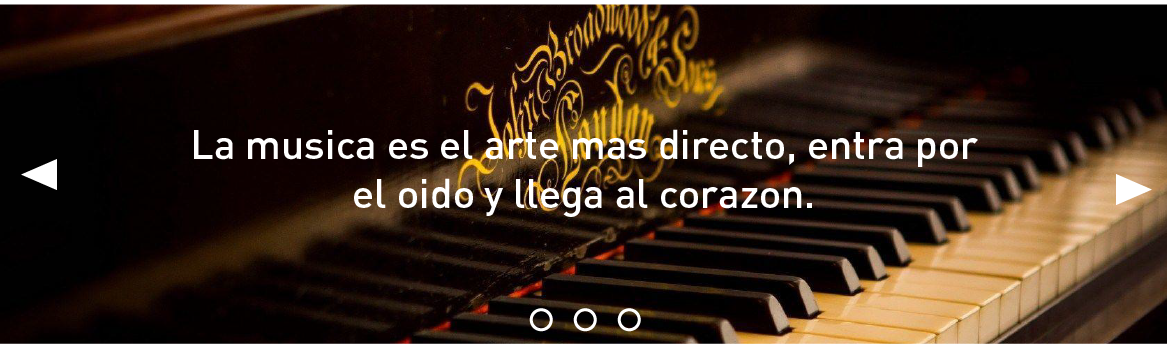 John Broadwood
& Sons
London
La musica es el arte mas directo, entra por
el oido y llega al corazon.